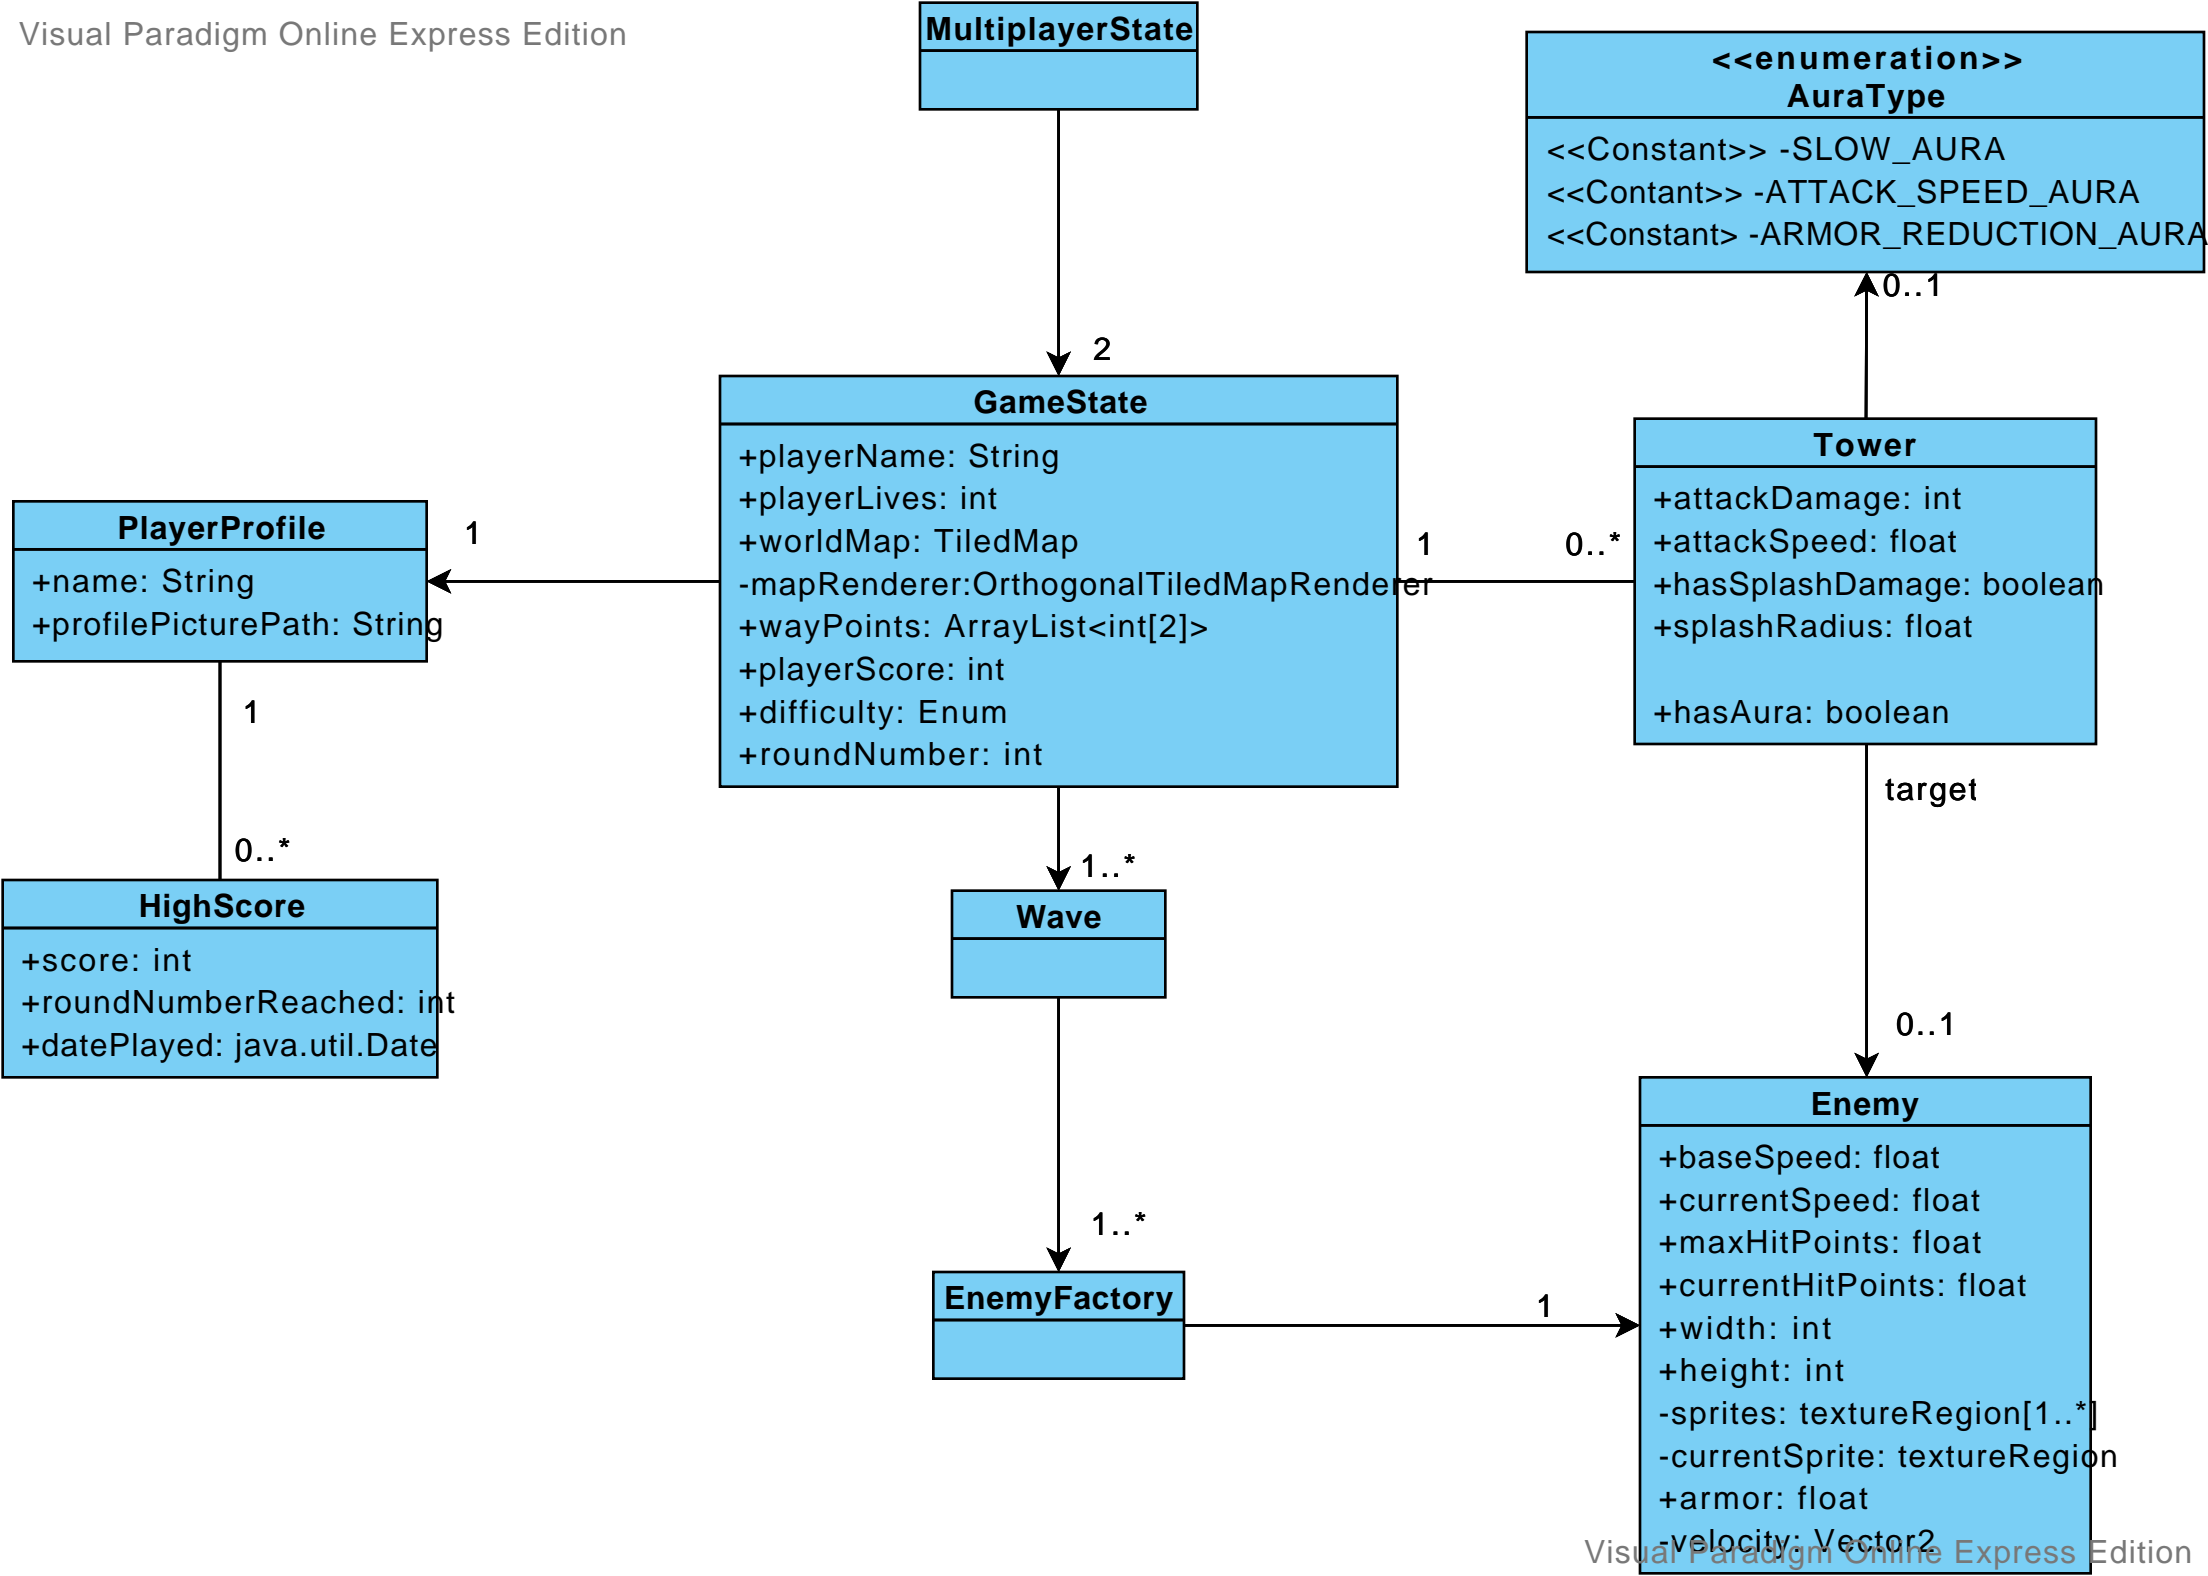 Visual Paradigm Online Express Edition
MultiplayerState
<<enumeration>>
AuraType
<<Constant>> -SLOW_AURA
<<Contant>> -ATTACK_SPEED_AURA
<<Constant> -ARMOR_REDUCTION_AURA
0..1
2
GameState
+playerName: String
+playerLives: int
+worldMap: TiledMap
-mapRenderer:OrthogonalTiledMapRenderer
+wayPoints: ArrayList<int[2]>
+playerScore: int
+difficulty: Enum
+roundNumber: int
1
0..*
Tower
+attackDamage: int
+attackSpeed: float
+hasSplashDamage: boolean
+splashRadius: float
+hasAura: boolean
PlayerProfile
+name: String
+profilePicturePath: String
1
1
0..*
HighScore
+score: int
+roundNumberReached: int
+datePlayed: java.util.Date
target
0..1
1..*
Wave
1..*
EnemyFactory
1
Enemy
+baseSpeed: float
+currentSpeed: float
+maxHitPoints: float
+currentHitPoints: float
+width: int
+height: int
-sprites: textureRegion[1..*]
-currentSprite: textureRegion
+armor: float
-velocity: Vector2
Visual Paradigm Online Express Edition